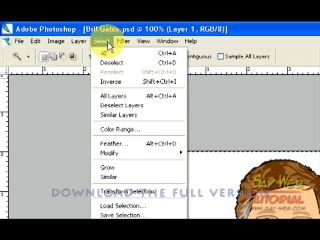 Adobe Photoshop - [Bill Gates.psd @ 100% (Layer 1, RGB/8)]
File Edit Image Layer Select Filter View Window Help
All Ctrl+A
Deselect Ctrl+D
Reselect Shift+Ctrl+D
Inverse Shift+Ctrl+I
Contiguous Sample All Layers
All Layers Alt+Ctrl+A
Deselect Layers
Similar Layers
Color Range...
Feather... Alt+Ctrl+D
Modify
Grow
Similar
Transform Selection
DOWNLOAD THE FULL VERSION
Load Selection...
Save Selection...
TUTORIAL